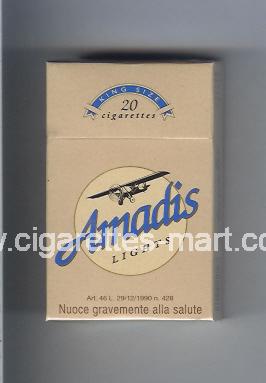 KING SIZE
20
cigarettes
Amadis
LIGHTS
www.cigarettes-mart.com
Art. 46 L. 29/12/1990 n. 428
Nuoce gravemente alla salute